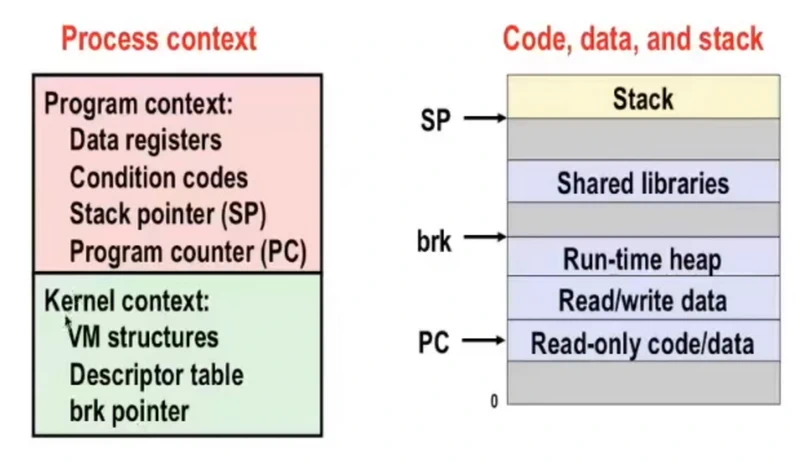 Process context
Program context:
Data registers
Condition codes
Stack pointer (SP)
Program counter (PC)
Kernel context:
VM structures
Descriptor table
brk pointer
Code, data, and stack
Stack
SP
Shared libraries
brk
Run-time heap
Read/write data
PC
Read-only code/data
0